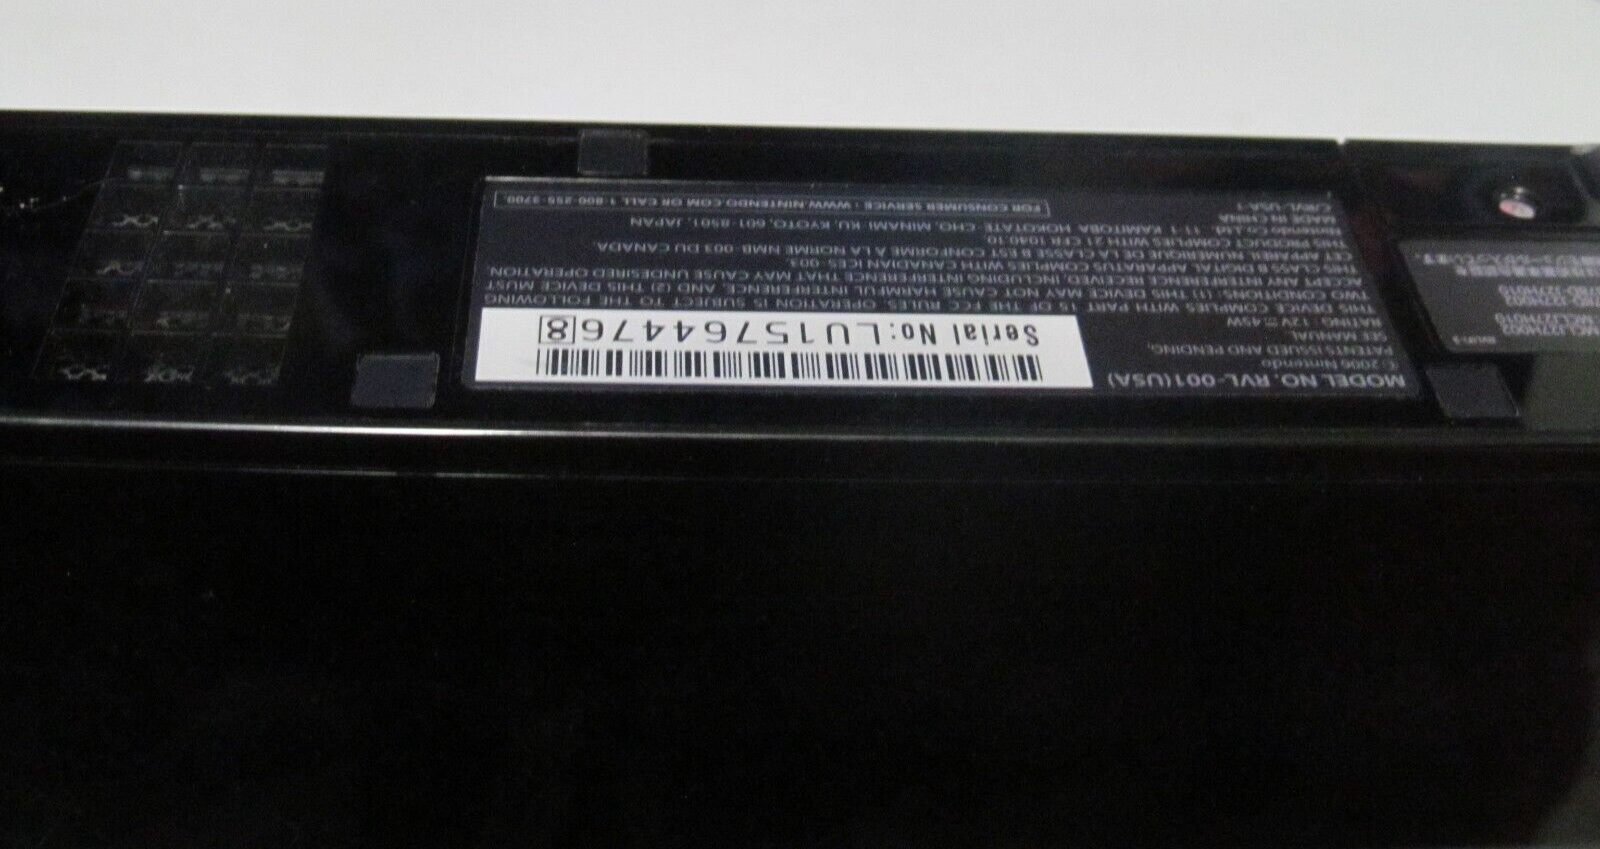 MODEL NO. RVL-001(USA)
© 2006 Nintendo
PATENTS ISSUED AND PENDING,
SEE MANUAL
RATING: 12V ⎓ 45W
Serial No: LU157644768
THIS DEVICE COMPLIES WITH PART 15 OF THE FCC RULES. OPERATION IS SUBJECT TO THE FOLLOWING
TWO CONDITIONS, (1) THIS DEVICE MAY NOT CAUSE HARMFUL INTERFERENCE, AND, (2) THIS DEVICE MUST
ACCEPT ANY INTERFERENCE RECEIVED INCLUDING INTERFERENCE THAT MAY CAUSE UNDESIRED OPERATION.
THIS CLASS B DIGITAL APPARATUS COMPLIES WITH CANADIAN ICES-003.
CET APPAREIL NUMERIQUE DE LA CLASSE B EST CONFORME A LA NORME NMB-003 DU CANADA.
THIS PRODUCT COMPLIES WITH 21 CFR 1040.10
Nintendo Co.,Ltd. 11-1 KAMITOBA HOKOTATE- CHO, MINAMI- KU, KYOTO, 601-8501, JAPAN
MADE IN CHINA
C/RVL-USA-1
FOR CONSUMER SERVICE : WWW.NINTENDO.COM OR CALL 1-800-255-3700